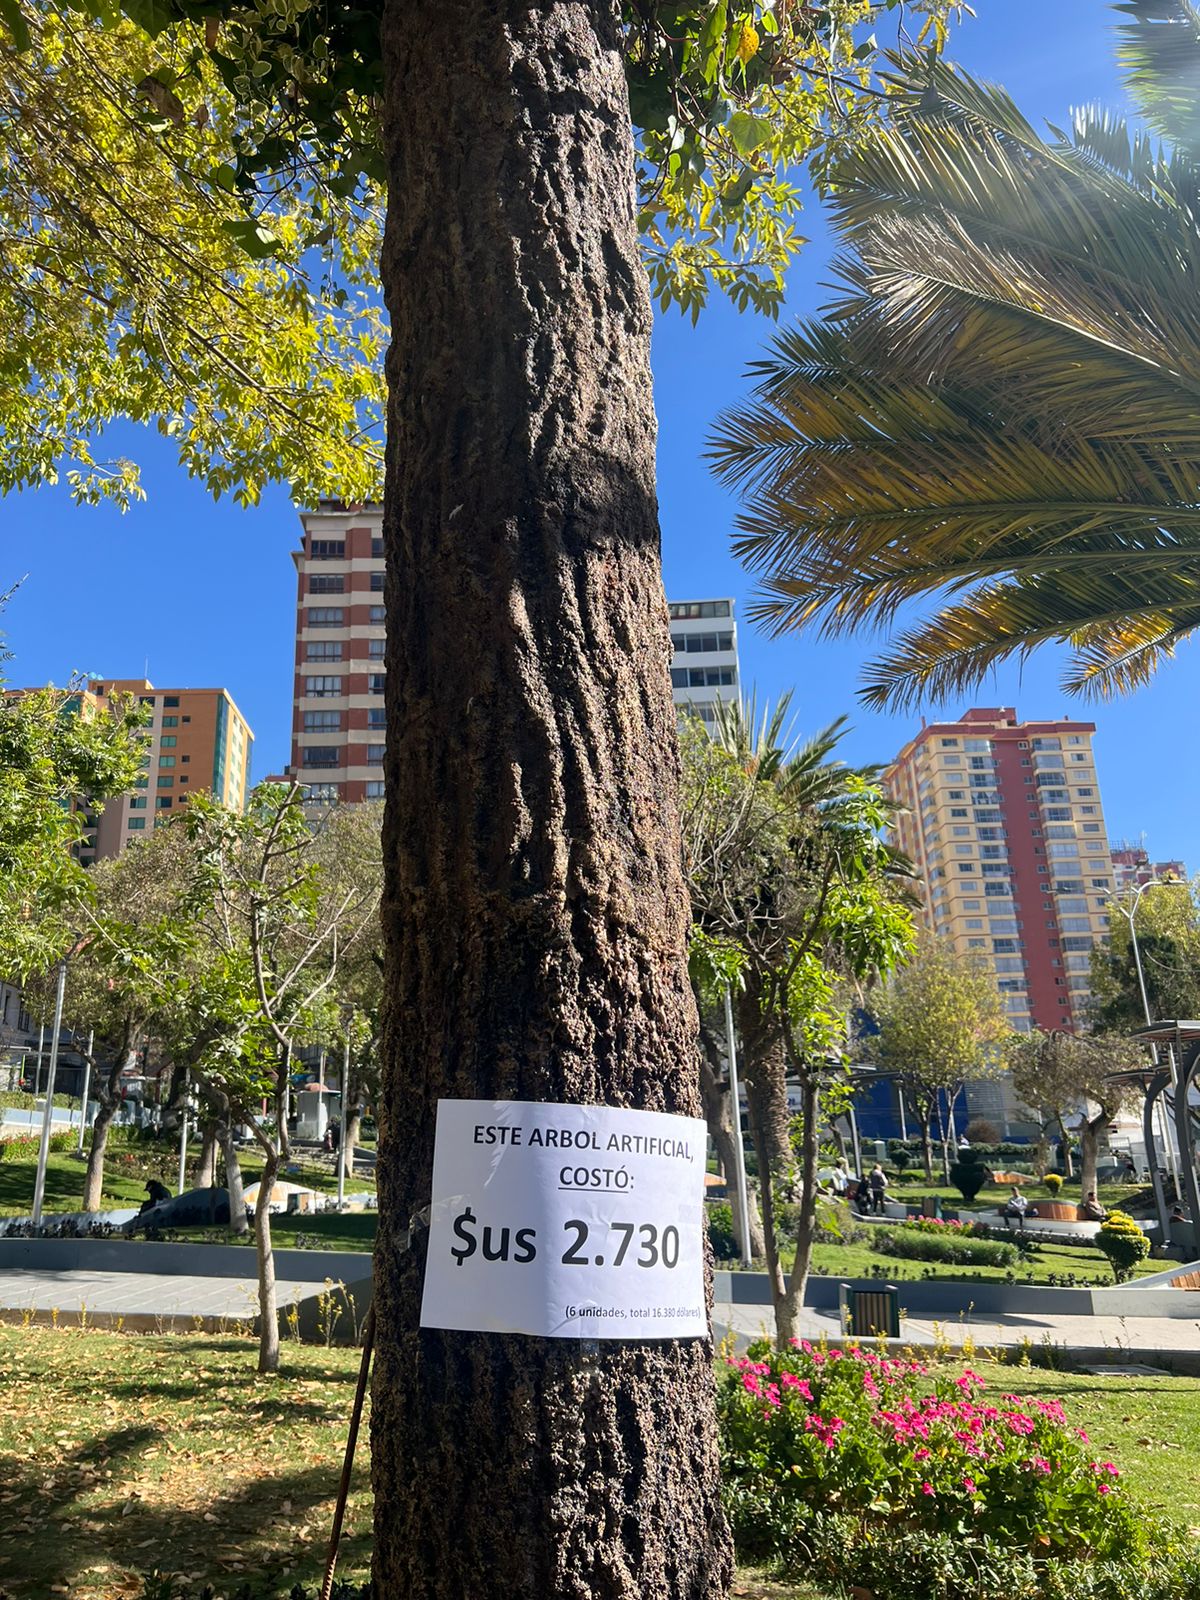 ESTE ARBOL ARTIFICIAL,
COSTÓ:
$us 2.730
(6 unidades, total 16.380 dólares)